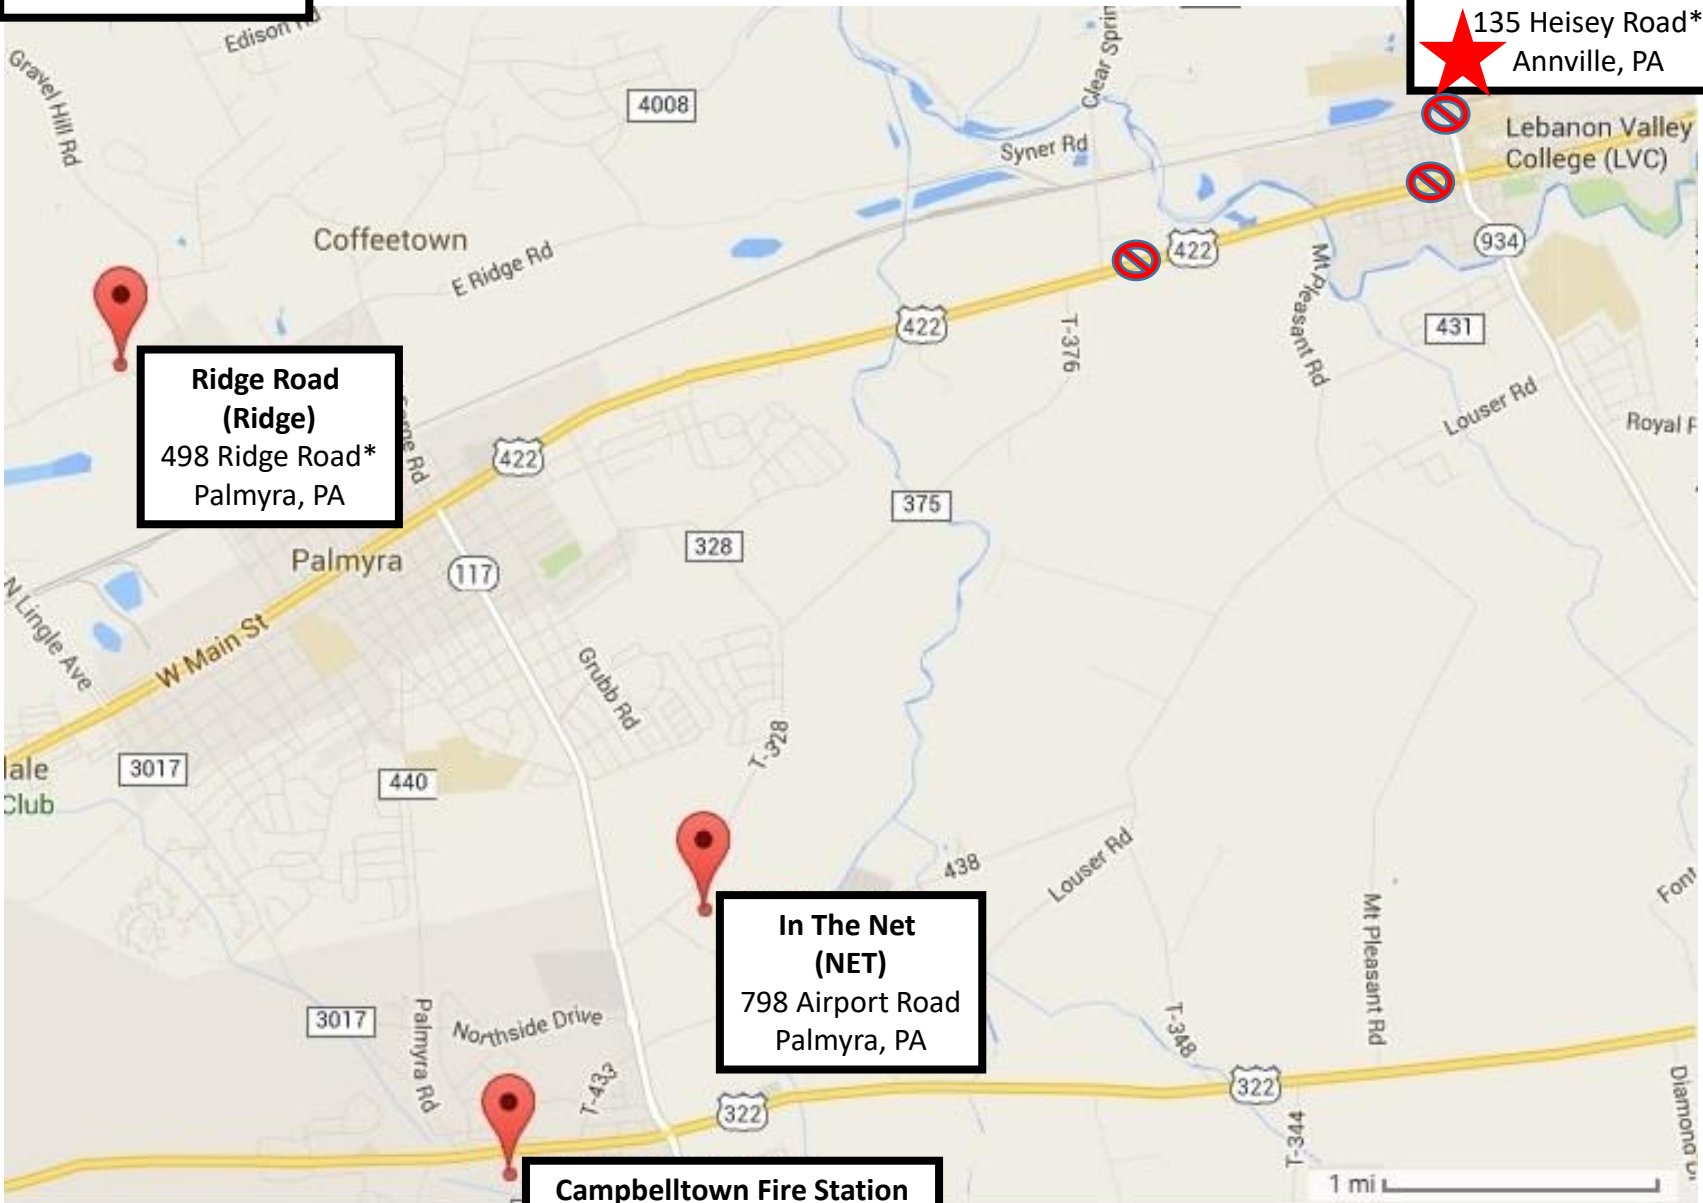 135 Heisey Road*
Annville, PA
Edison Rd
Gravel Hill Rd
4008
Clear Sprin
Syner Rd
Lebanon Valley
College (LVC)
Coffeetown
E Ridge Rd
422
934
Mt Pleasant Rd
422
T-376
431
Ridge Road
(Ridge)
498 Ridge Road*
Palmyra, PA
Rd
422
Louser Rd
Royal
375
328
Palmyra
117
N Lingle Ave
W Main St
Grubb Rd
T-328
lale
Club
3017
440
438
Louser Rd
Mt Pleasant Rd
Font
In The Net
(NET)
798 Airport Road
Palmyra, PA
3017
Palmyra Rd
Northside Drive
T-433
T-348
322
322
T-344
Diamond
Campbelltown Fire Station
1 mi